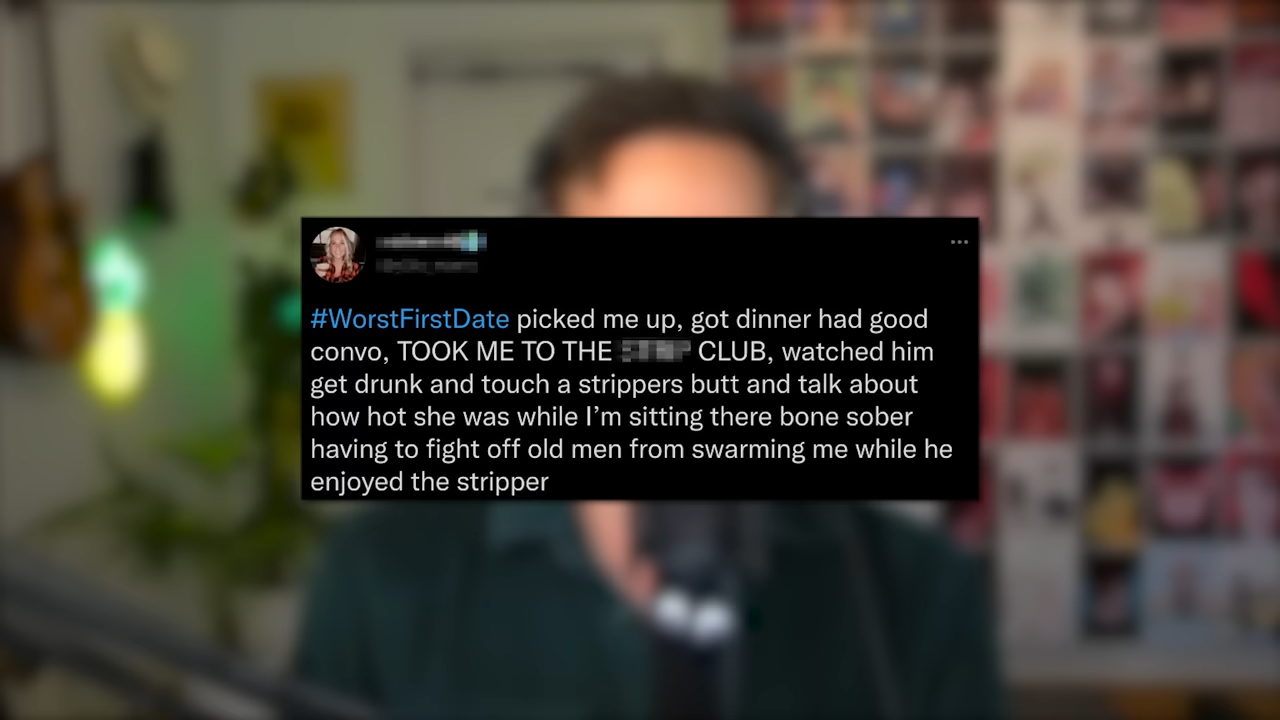 #WorstFirstDate picked me up, got dinner had good
convo, TOOK ME TO THE CLUB, watched him
get drunk and touch a strippers butt and talk about
how hot she was while I’m sitting there bone sober
having to fight off old men from swarming me while he
enjoyed the stripper